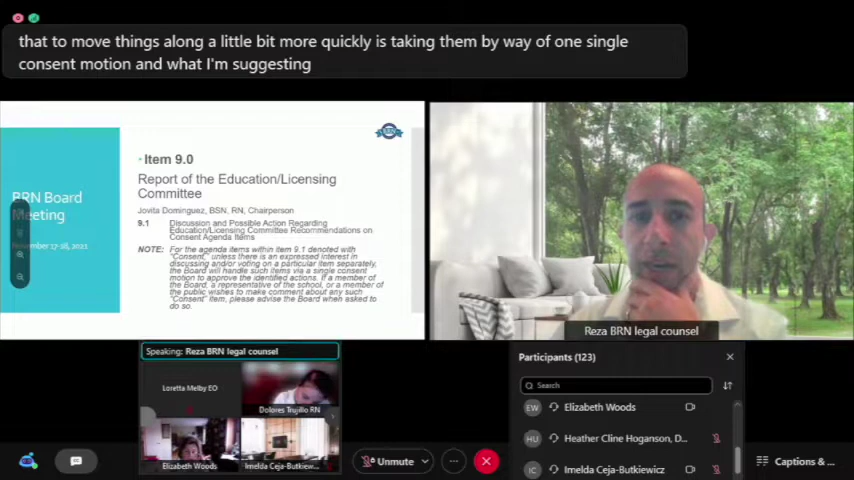 that to move things along a little bit more quickly is taking them by way of one single
consent motion and what I'm suggesting
BRN Board
Meeting
November 17-18, 2021
• Item 9.0
Report of the Education/Licensing
Committee
Jovita Dominguez, BSN, RN, Chairperson
9.1 Discussion and Possible Action Regarding
Education/Licensing Committee Recommendations on
Consent Agenda Items
NOTE: For the agenda items within item 9.1 denoted with
"Consent," unless there is an expressed interest in
discussing and/or voting on a particular item separately,
the Board will handle such items via a single consent
motion to approve the identified actions. If a member of
the Board, a representative of the school, or a member of
the public wishes to make comment about any such
"Consent" item, please advise the Board when asked to
do so.
Reza BRN legal counsel
Speaking: Reza BRN legal counsel
Loretta Melby EO
Dolores Trujillo RN
Elizabeth Woods
Imelda Ceja-Butkiew...
Participants (123)
Search
EW Elizabeth Woods
HU Heather Cline Hoganson, D...
IC Imelda Ceja-Butkiewicz
Unmute
Captions & ...